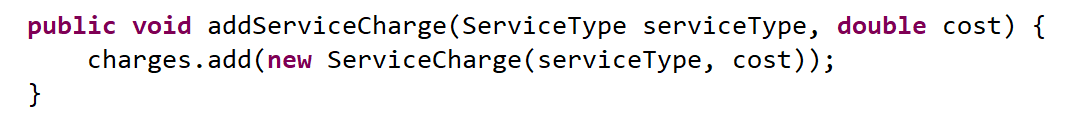 public void addServiceCharge(ServiceType serviceType, double cost) {
    charges.add(new ServiceCharge(serviceType, cost));
}